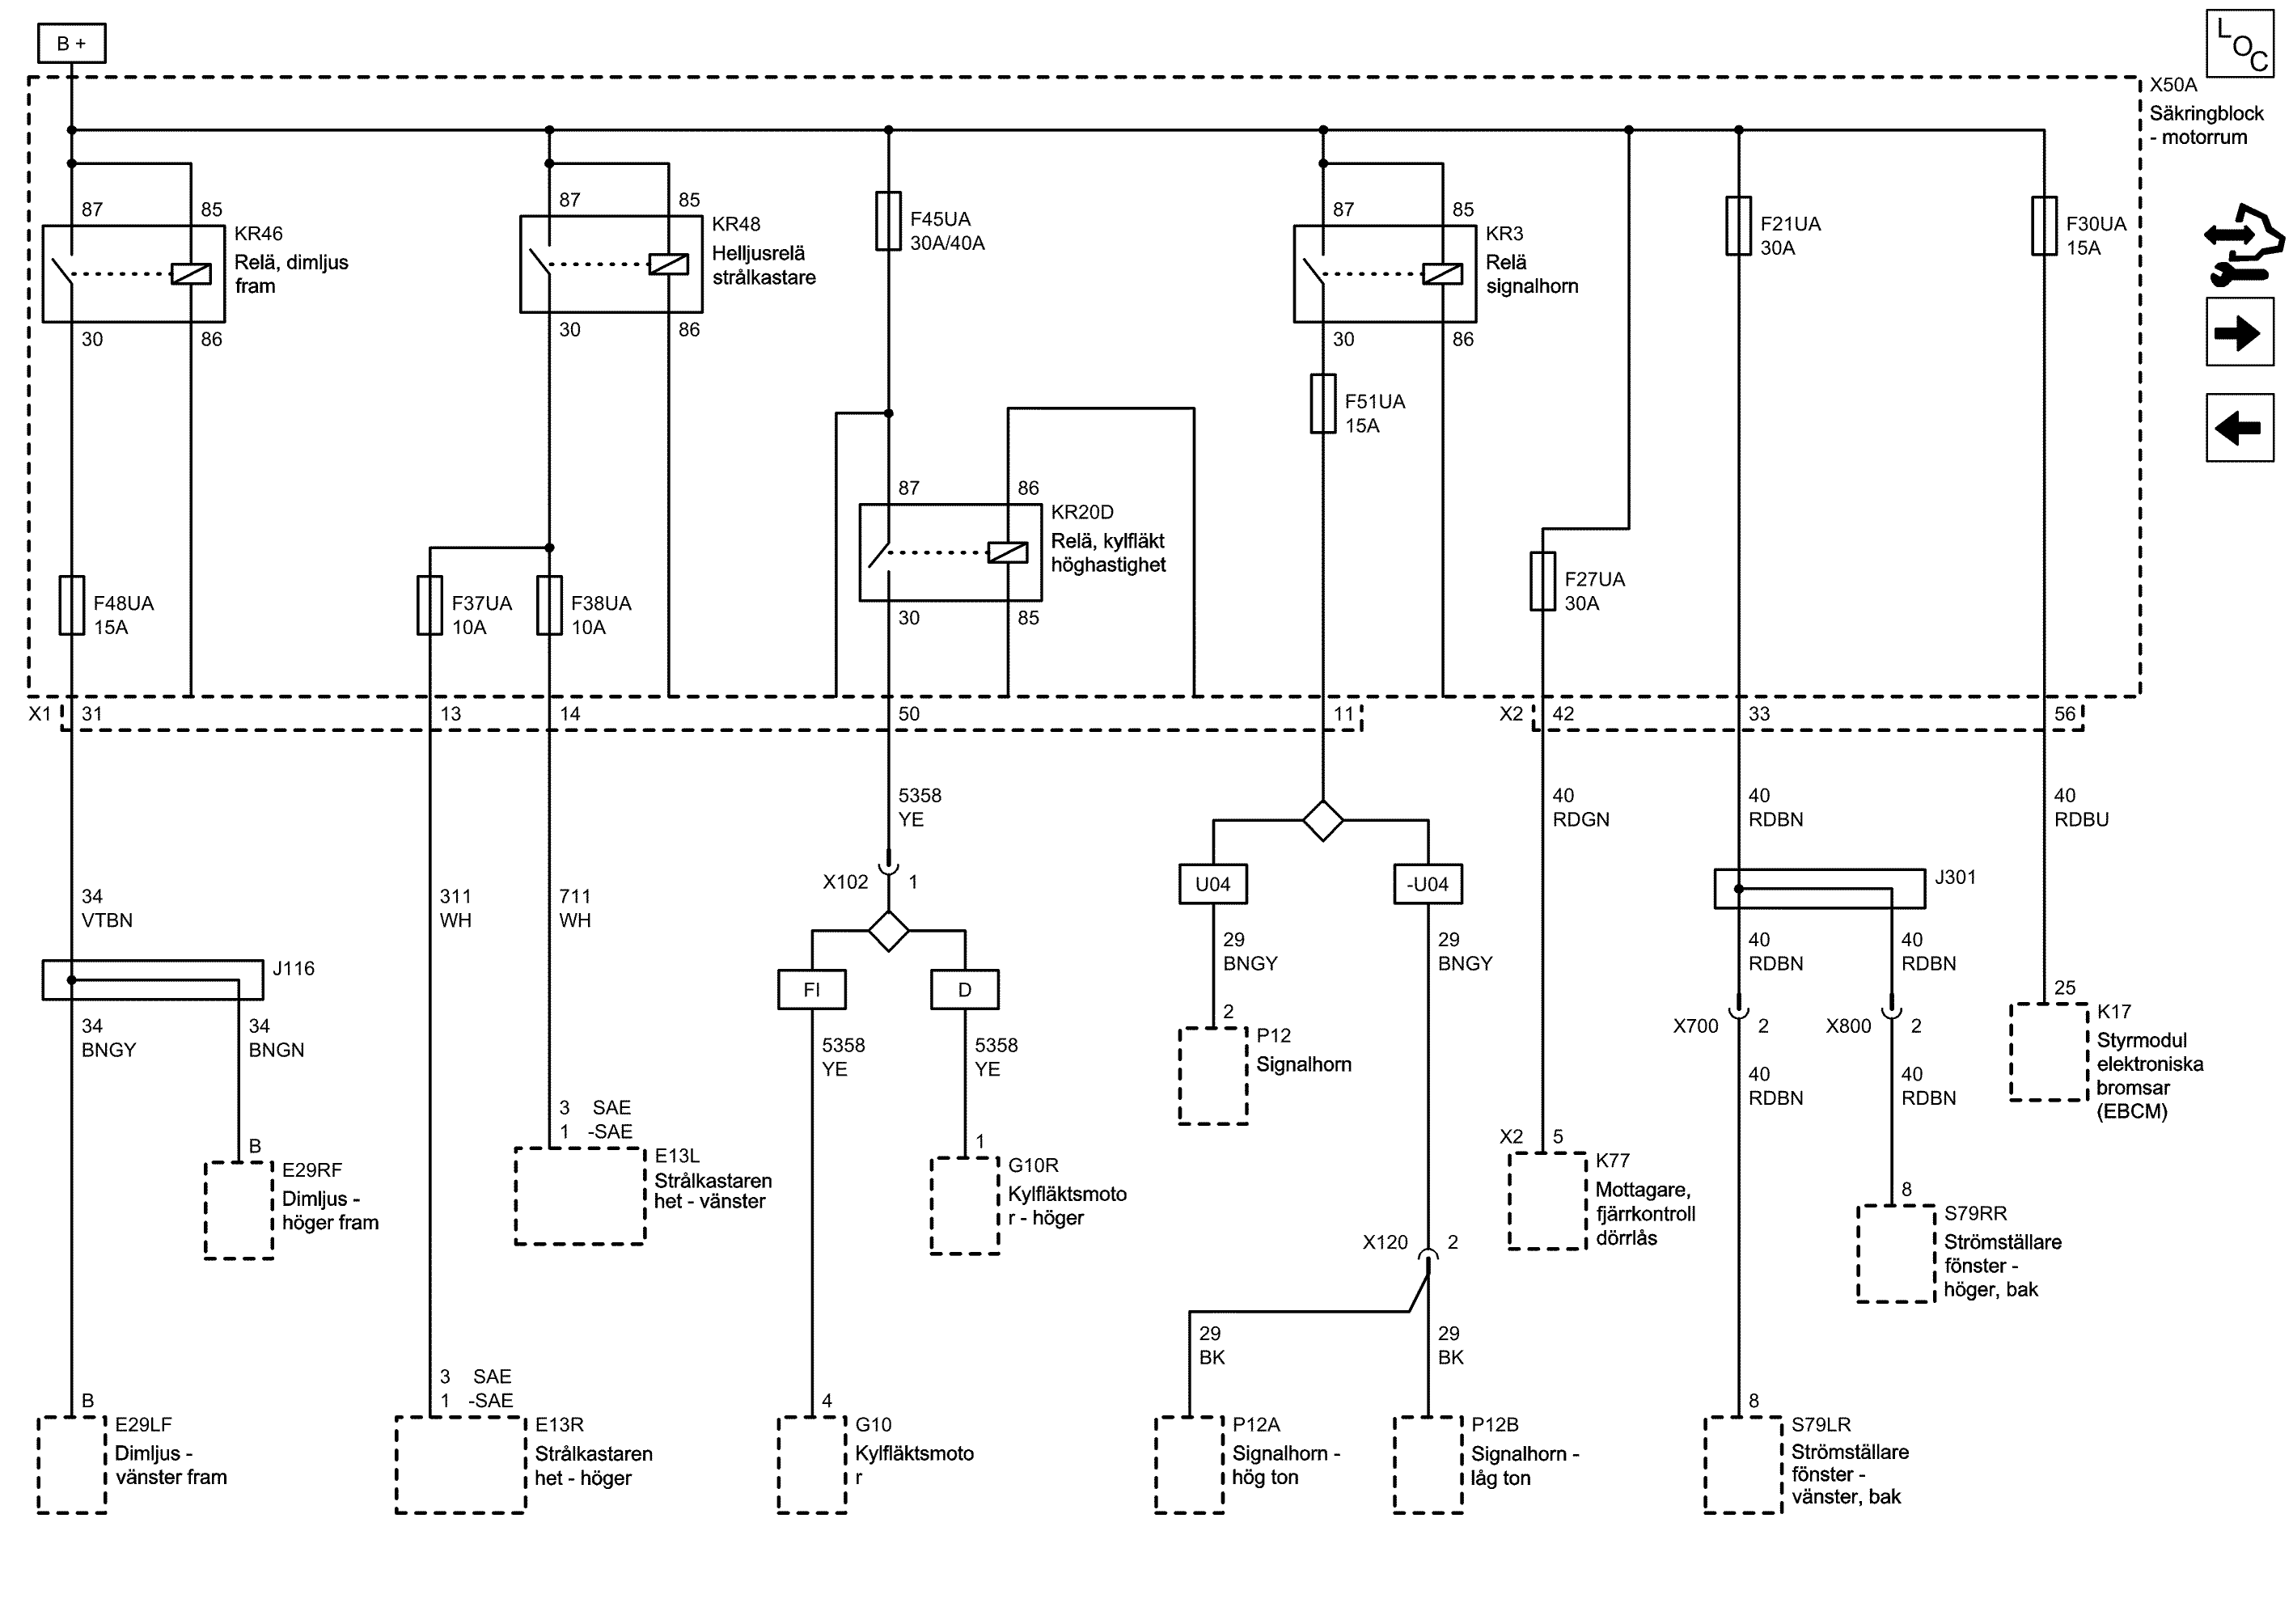 B +
LOC
X50A
Säkringblock
- motorrum
87
85
KR46
Relä, dimljus
fram
30
86
87
85
KR48
Helljusrelä
strålkastare
30
86
F45UA
30A/40A
87
85
KR3
Relä
signalhorn
30
86
F51UA
15A
F21UA
30A
F30UA
15A
87
86
KR20D
Relä, kylfläkt
höghastighet
30
85
F48UA
15A
F37UA
10A
F38UA
10A
F27UA
30A
X1
31
13
14
50
11
X2
42
33
56
5358
YE
40
RDGN
40
RDBN
40
RDBU
X102
1
U04
-U04
J301
34
VTBN
311
WH
711
WH
29
BNGY
29
BNGY
40
RDBN
40
RDBN
J116
FI
D
34
BNGY
34
BNGN
5358
YE
5358
YE
2
P12
Signalhorn
X700
2
X800
2
25
K17
Styrmodul
elektroniska
bromsar
(EBCM)
40
RDBN
40
RDBN
B
E29RF
Dimljus -
höger fram
3 SAE
1 -SAE
E13L
Strålkastaren
het - vänster
1
G10R
Kylfläktsmoto
r - höger
X2
5
K77
Mottagare,
fjärrkontroll
dörrlås
8
S79RR
Strömställare
fönster -
höger, bak
X120
2
29
BK
29
BK
B
E29LF
Dimljus -
vänster fram
3 SAE
1 -SAE
E13R
Strålkastaren
het - höger
4
G10
Kylfläktsmoto
r
P12A
Signalhorn -
hög ton
P12B
Signalhorn -
låg ton
8
S79LR
Strömställare
fönster -
vänster, bak